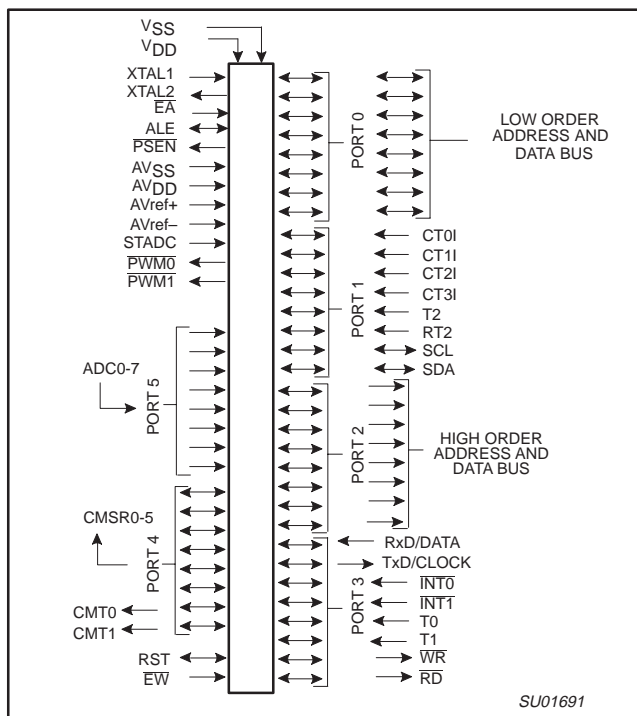 VSS
VDD
XTAL1
XTAL2
EA
ALE
PSEN
AVSS
AVDD
AVref+
AVref–
STADC
PWM0
PWM1
ADC0-7
PORT 5
CMSR0-5
PORT 4
CMT0
CMT1
RST
EW
PORT 0
LOW ORDER
ADDRESS AND
DATA BUS
PORT 1
CT0I
CT1I
CT2I
CT3I
T2
RT2
SCL
SDA
PORT 2
HIGH ORDER
ADDRESS AND
DATA BUS
PORT 3
RxD/DATA
TxD/CLOCK
INT0
INT1
T0
T1
WR
RD
SU01691